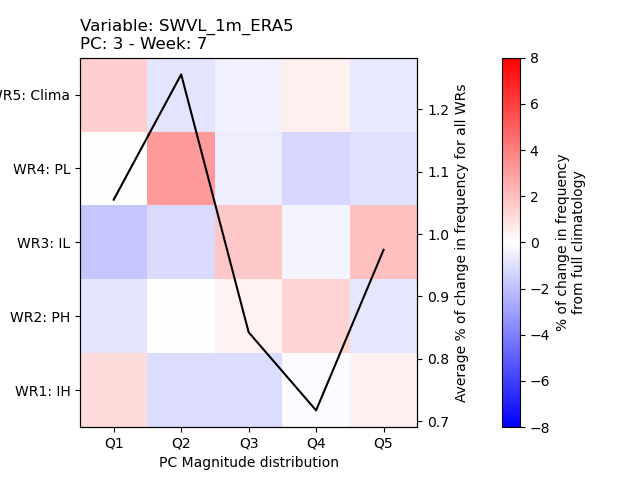 Variable: SWVL_1m_ERA5
PC: 3 - Week: 7
WR5: Clima
WR4: PL
WR3: IL
WR2: PH
WR1: IH
Q1 Q2 Q3 Q4 Q5
PC Magnitude distribution
1.2
1.1
1.0
0.9
0.8
0.7
Average % of change in frequency for all WRs
8
6
4
2
0
−2
−4
−6
−8
% of change in frequency
from full climatology